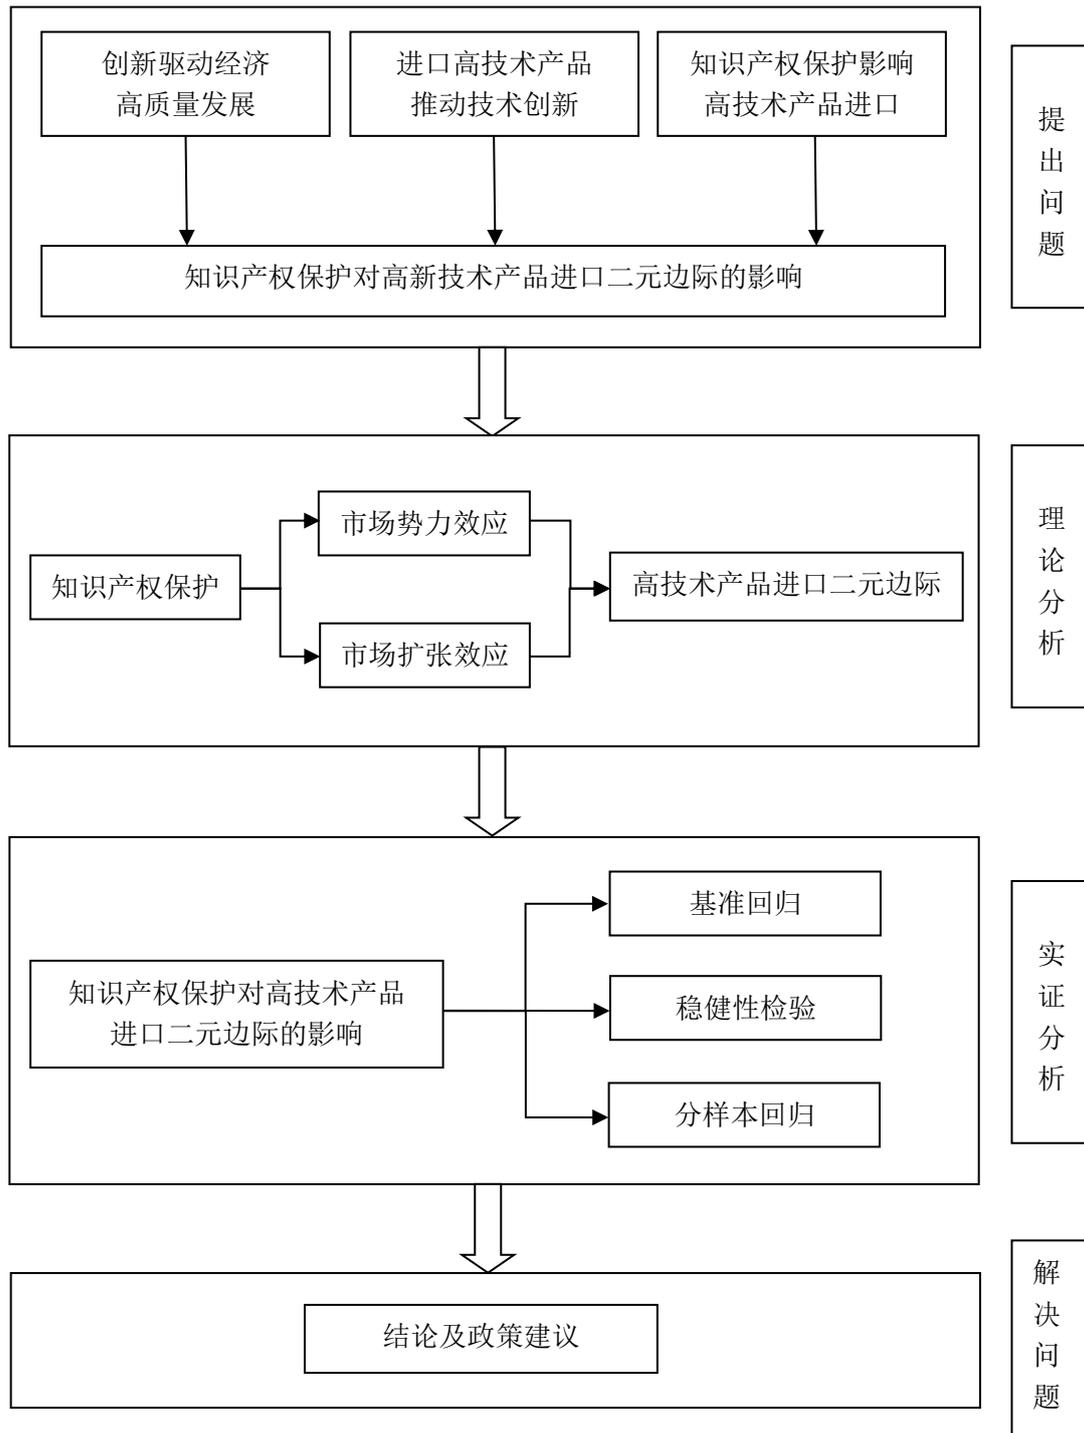 创新驱动经济
高质量发展
进口高技术产品
推动技术创新
知识产权保护影响
高技术产品进口
知识产权保护对高新技术产品进口二元边际的影响
提出问题
知识产权保护
市场势力效应
市场扩张效应
高技术产品进口二元边际
理论分析
知识产权保护对高技术产品
进口二元边际的影响
基准回归
稳健性检验
分样本回归
实证分析
结论及政策建议
解决问题